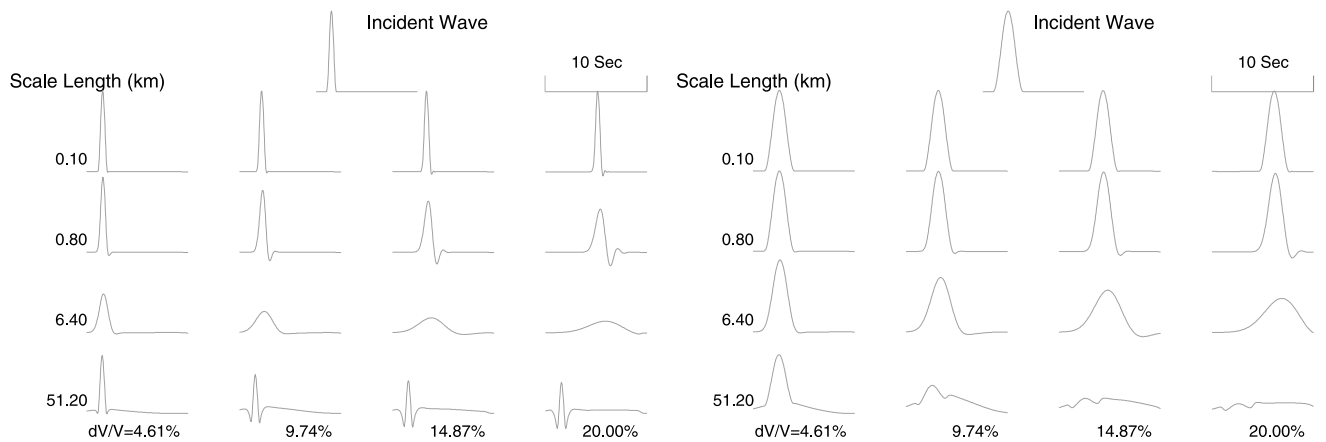 Incident Wave
10 Sec
Scale Length (km)
0.10
0.80
6.40
51.20
dV/V=4.61% 9.74% 14.87% 20.00%
Incident Wave
10 Sec
Scale Length (km)
0.10
0.80
6.40
51.20
dV/V=4.61% 9.74% 14.87% 20.00%